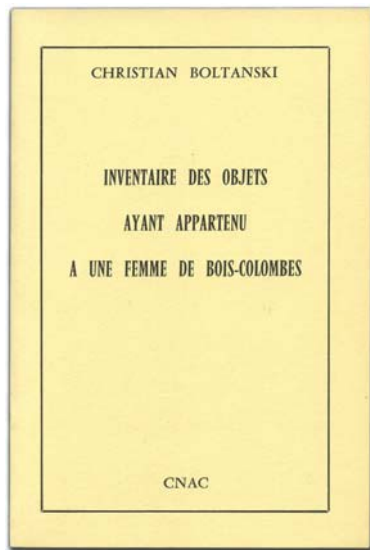 CHRISTIAN BOLTANSKI
INVENTAIRE DES OBJETS
AYANT APPARTENU
A UNE FEMME DE BOIS-COLOMBES
CNAC